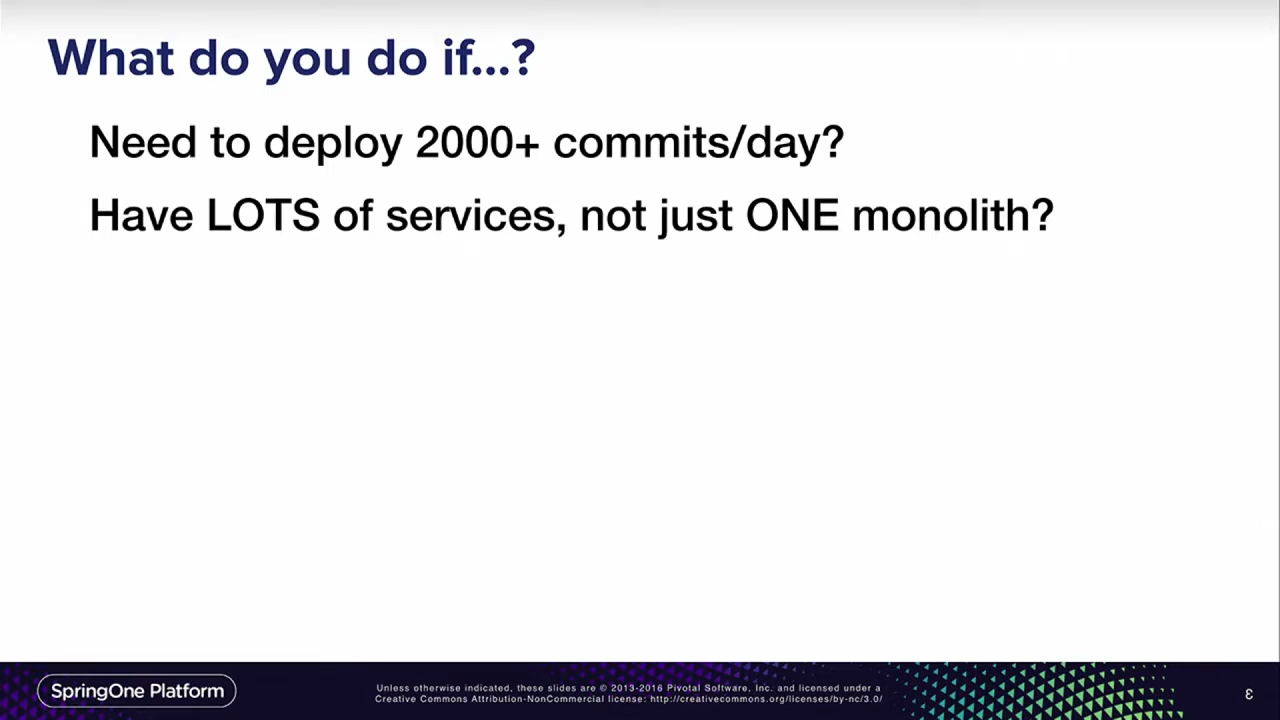 What do you do if...?
Need to deploy 2000+ commits/day?
Have LOTS of services, not just ONE monolith?
SpringOne Platform
Unless otherwise indicated, these slides are © 2013-2016 Pivotal Software, Inc. and licensed under a
Creative Commons Attribution-NonCommercial license: http://creativecommons.org/licenses/by-nc/3.0/
3